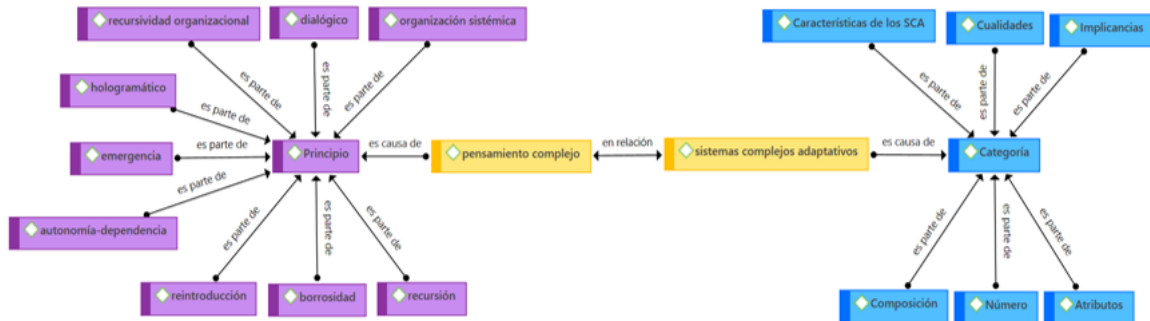 recursividad organizacional
dialógico
organización sistémica
Características de los SCA
Cualidades
Implicancias
es parte de
es parte de
es parte de
es parte de
es parte de
es parte de
hologramático
es parte de
emergencia
es parte de
Principio
es causa de
pensamiento complejo
en relación
sistemas complejos adaptativos
es causa de
Categoría
es parte de
autonomía-dependencia
es parte de
es parte de
es parte de
es parte de
es parte de
es parte de
reintroducción
borrosidad
recursión
Composición
Número
Atributos